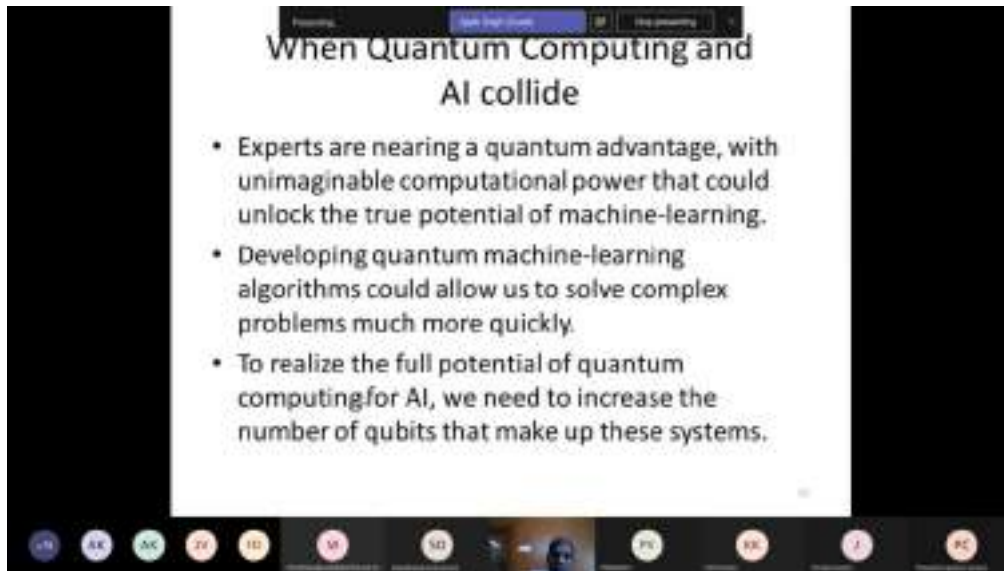 When Quantum Computing and
AI collide
• Experts are nearing a quantum advantage, with
unimaginable computational power that could
unlock the true potential of machine-learning.
• Developing quantum machine-learning
algorithms could allow us to solve complex
problems much more quickly.
• To realize the full potential of quantum
computing for AI, we need to increase the
number of qubits that make up these systems.
AK
AK
JV
SD
KK
J
PC